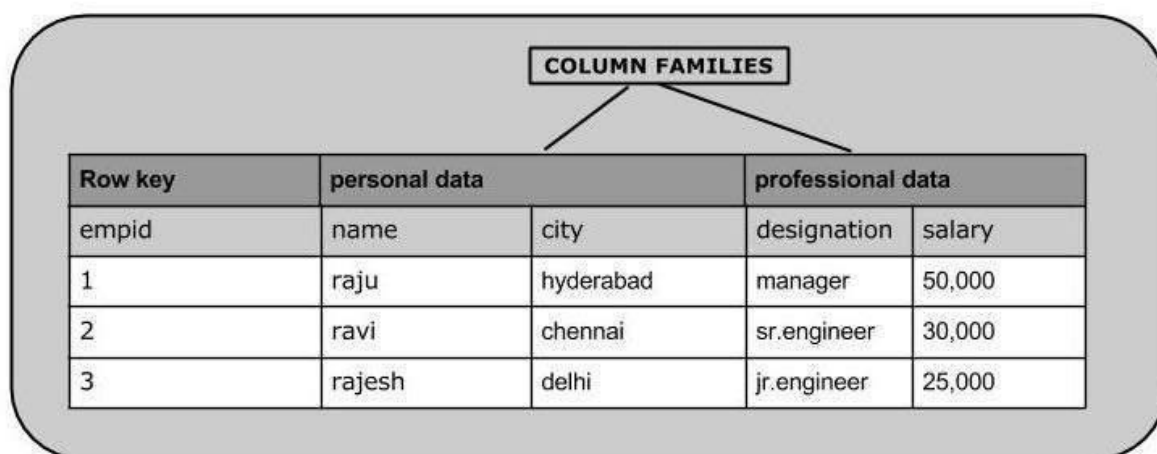 COLUMN FAMILIES
Row key personal data professional data
empid name city designation salary
1 raju hyderabad manager 50,000
2 ravi chennai sr.engineer 30,000
3 rajesh delhi jr.engineer 25,000